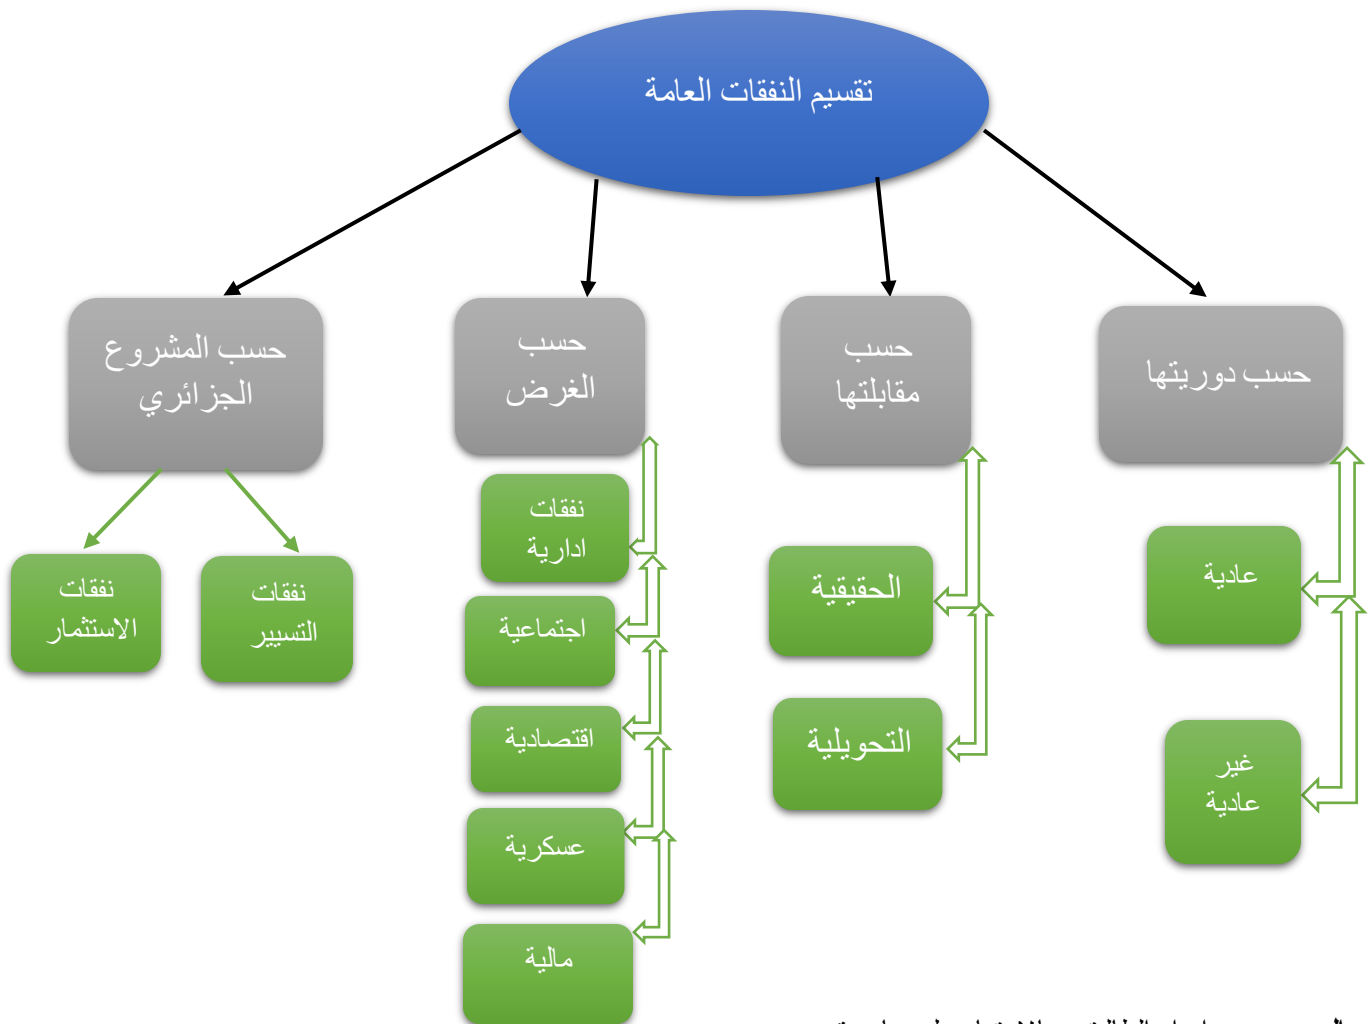 تقسيم النفقات العامة
حسب دوريتها
عادية
غير
عادية
حسب
مقابلتها
الحقيقية
التحويلية
حسب
الغرض
نفقات
ادارية
اجتماعية
اقتصادية
عسكرية
مالية
حسب المشروع
الجزائري
نفقات
التسيير
نفقات
الاستثمار